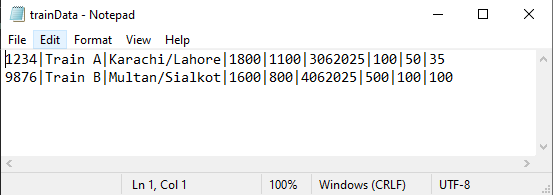 trainData - Notepad
File Edit Format View Help
1234|Train A|Karachi/Lahore|1800|1100|3062025|100|50|35
9876|Train B|Multan/Sialkot|1600|800|4062025|500|100|100
Ln 1, Col 1 100% Windows (CRLF) UTF-8